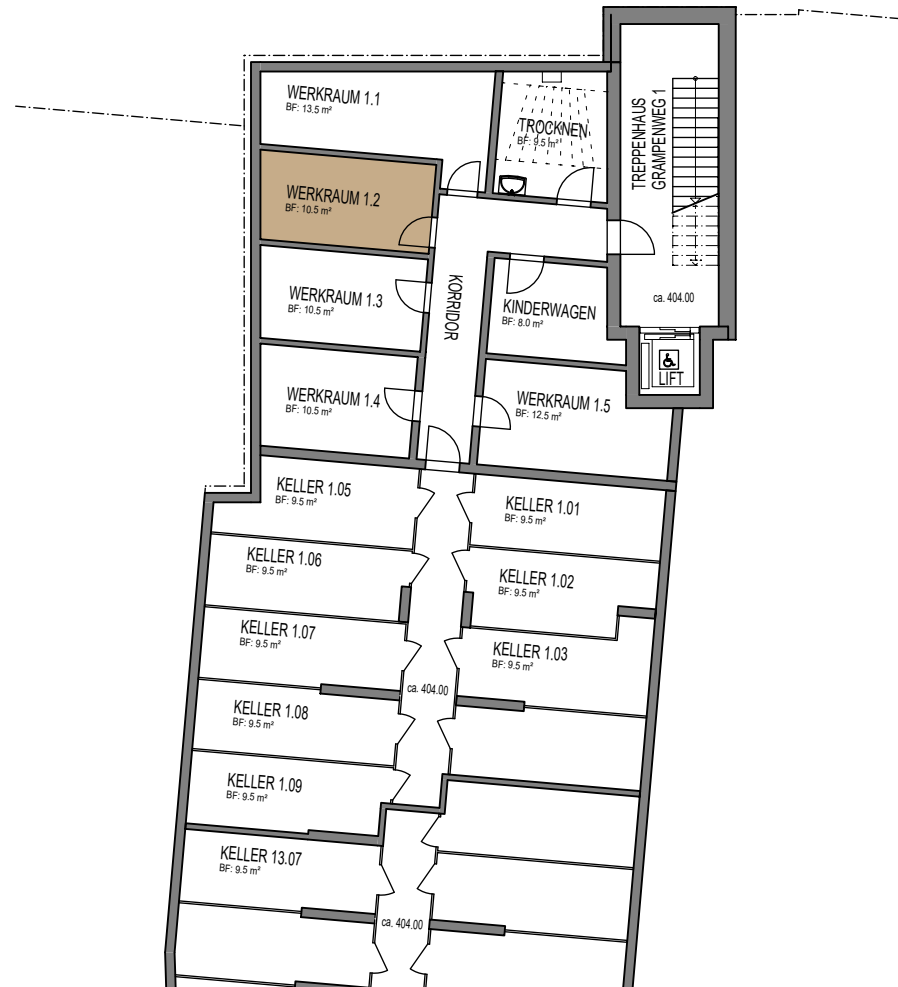 WERKRAUM 1.1
BF: 13.5 m²
TROCKNEN
BF: 9.5 m²
TREPPENHAUS
GRAMPENWEG 1
WERKRAUM 1.2
BF: 10.5 m²
KORRIDOR
WERKRAUM 1.3
BF: 10.5 m²
KINDERWAGEN
BF: 8.0 m²
ca. 404.00
LIFT
WERKRAUM 1.4
BF: 10.5 m²
WERKRAUM 1.5
BF: 12.5 m²
KELLER 1.05
BF: 9.5 m²
KELLER 1.01
BF: 9.5 m²
KELLER 1.06
BF: 9.5 m²
KELLER 1.02
BF: 9.5 m²
KELLER 1.07
BF: 9.5 m²
KELLER 1.03
BF: 9.5 m²
ca. 404.00
KELLER 1.08
BF: 9.5 m²
KELLER 1.09
BF: 9.5 m²
KELLER 13.07
BF: 9.5 m²
ca. 404.00